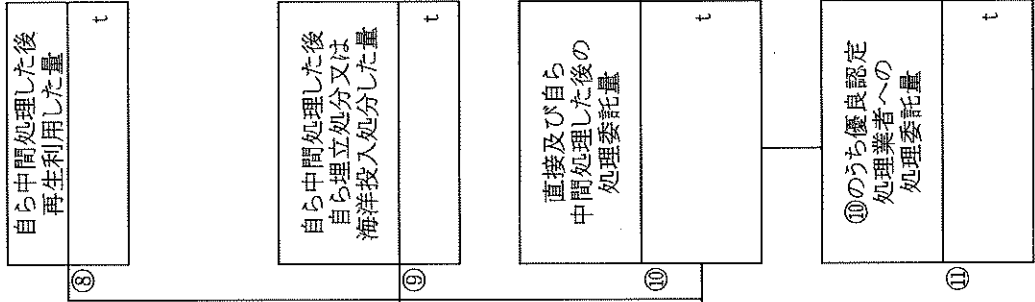 自ら中間処理した後
再生利用した量
⑧
t
自ら中間処理した後
自ら埋立処分又は
海洋投入処分した量
⑨
t
直接及び自ら
中間処理した後の
処理委託量
⑩
t
⑩のうち優良認定
処理業者への
処理委託量
⑪
t